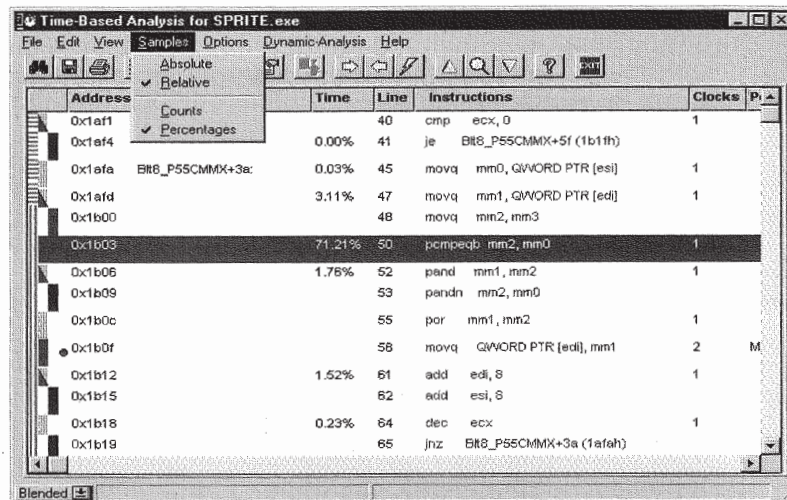 Time-Based Analysis for SPRITE.exe
File Edit View Samples Options Dynamic-Analysis Help
Absolute
Relative
Counts
Percentages
EXIT
Address Time Line Instructions Clocks
0x1af1 40 cmp ecx, 0 1
0x1af4 0.00% 41 je Blt8_P55CMMX+5f (1b1fh)
0x1afa Blt8_P55CMMX+3a: 0.03% 45 movq mm0, QWORD PTR [esi] 1
0x1afd 3.11% 47 movq mm1, QWORD PTR [edi] 1
0x1b00 48 movq mm2, mm3
0x1b03 71.21% 50 pcmpeqb mm2, mm0 1
0x1b06 1.76% 52 pand mm1, mm2 1
0x1b09 53 pandn mm2, mm0
0x1b0c 55 por mm1, mm2 1
0x1b0f 58 movq QWORD PTR [edi], mm1 2 M
0x1b12 1.52% 61 add edi, 8 1
0x1b15 62 add esi, 8
0x1b18 0.23% 64 dec ecx 1
0x1b19 65 jnz Blt8_P55CMMX+3a (1afah)
Blended